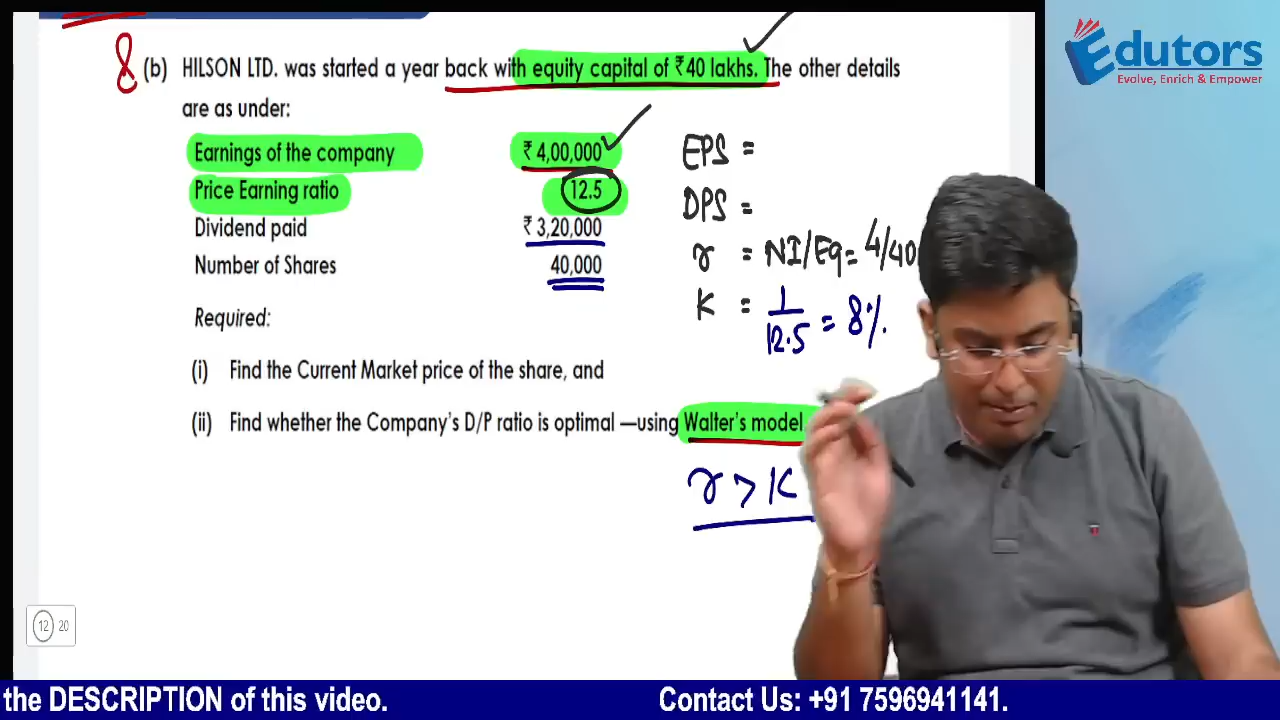 8 (b) HILSON LTD. was started a year back with equity capital of ₹40 lakhs. The other details
are as under:
Earnings of the company ₹ 4,00,000
Price Earning ratio 12.5
Dividend paid ₹ 3,20,000
Number of Shares 40,000
Required:
(i) Find the Current Market price of the share, and
(ii) Find whether the Company's D/P ratio is optimal —using Walter's model
EPS =
DPS =
r = NI/Eq = 4/40
K = 1/12.5 = 8%
r > K
Edutors
Evolve, Enrich & Empower
12 20
the DESCRIPTION of this video. Contact Us: +91 7596941141.